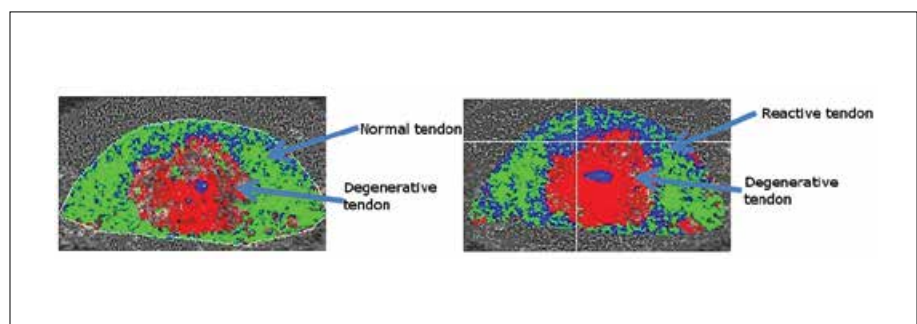 Normal tendon
Degenerative
tendon
Reactive tendon
Degenerative
tendon